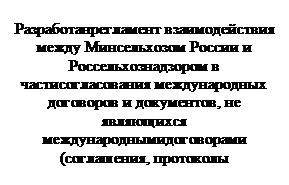 Разработанрегламент взаимодействия
между Минсельхозом России и
Россельхознадзором в
частисогласования международных
договоров и документов, не
являющихся
международнымидоговорами
(соглашения, протоколы